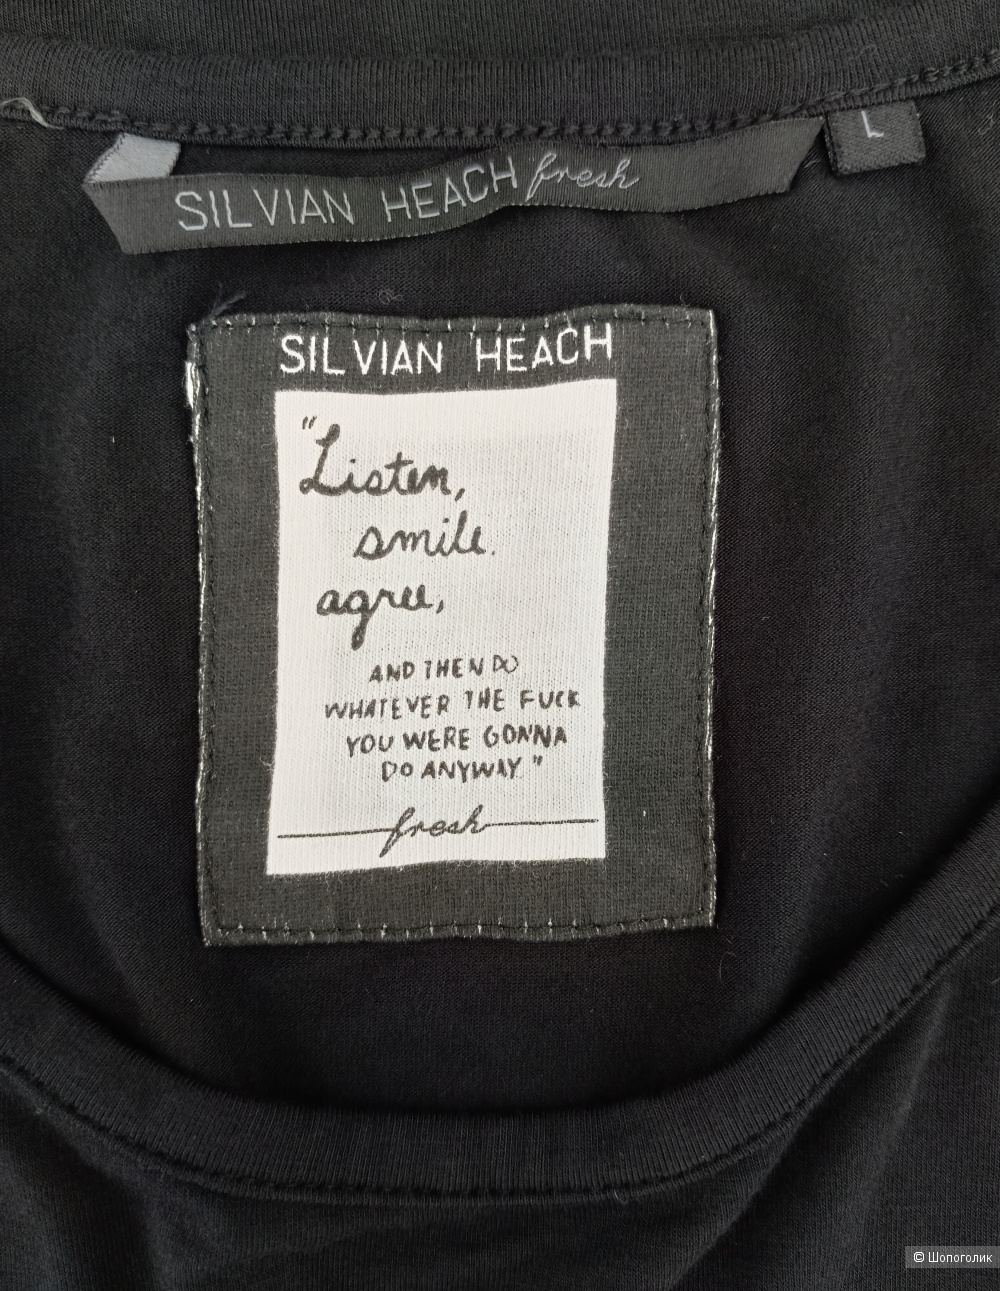 SILVIAN HEACH fresh
L
SILVIAN HEACH
"Listen,
smile.
agree,
AND THEN DO
WHATEVER THE FUCK
YOU WERE GONNA
DO ANYWAY"
fresh
© Шопоголик